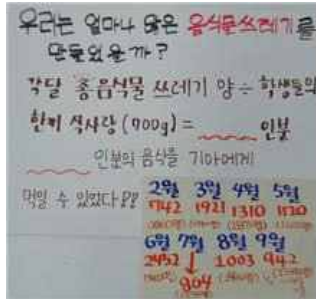 우리는 얼마나 많은 음식물쓰레기를
만들었을까?
각달 총음식물 쓰레기 양 ÷ 학생들의
한끼 식사량 (700g) = 인분
인분의 음식을 기아에게
먹일 수 있었다
2월 3월 4월 5월
742 1921 1310 1120
6월 7월 8월 9월
2452 1003 942
804